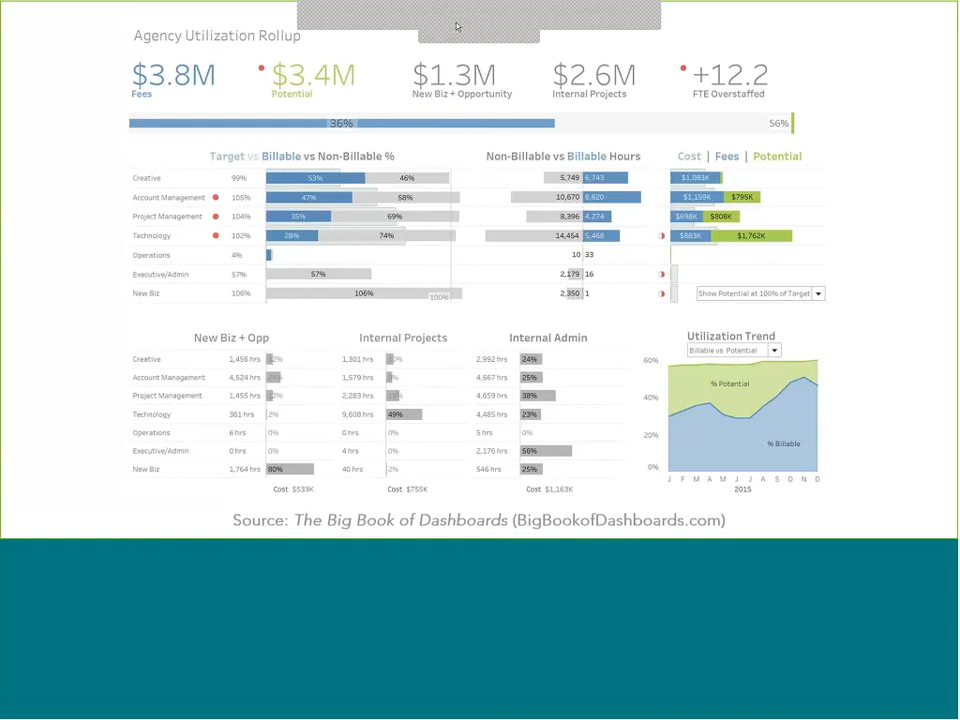 Agency Utilization Rollup
$3.8M $3.4M $1.3M $2.6M +12.2
Fees Potential New Biz + Opportunity Internal Projects FTE Overstaffed
36% 56%
Target vs Billable vs Non-Billable % Non-Billable vs Billable Hours Cost | Fees | Potential
Creative 99% 53% 46% 5,749 6,743 $1,083K
Account Management 105% 47% 58% 10,670 8,620 $1,159K $795K
Project Management 104% 35% 69% 8,396 4,274 $698K $808K
Technology 102% 28% 74% 14,454 5,468 $883K $1,762K
Operations 4% 10 33
Executive/Admin 57% 57% 2,179 16
New Biz 106% 106% 100% 2,350 1 Show Potential at 100% of Target
New Biz + Opp Internal Projects Internal Admin Utilization Trend
Billable vs Potential
Creative 1,456 hrs 12% 1,301 hrs 2,992 hrs 24% 60%
Account Management 4,524 hrs 1,579 hrs 4,567 hrs 25% % Potential
Project Management 1,455 hrs 12% 2,283 hrs 4,659 hrs 38% 40%
Technology 361 hrs 2% 9,608 hrs 49% 4,485 hrs 23%
Operations 6 hrs 0% 0 hrs 0% 5 hrs 0% 20%
Executive/Admin 0 hrs 0% 4 hrs 0% 2,176 hrs 56% % Billable
New Biz 1,764 hrs 80% 40 hrs 2% 546 hrs 25% 0%
J F M A M J J A S O N D
Cost $533K Cost $755K Cost $1,163K 2015
Source: The Big Book of Dashboards (BigBookofDashboards.com)